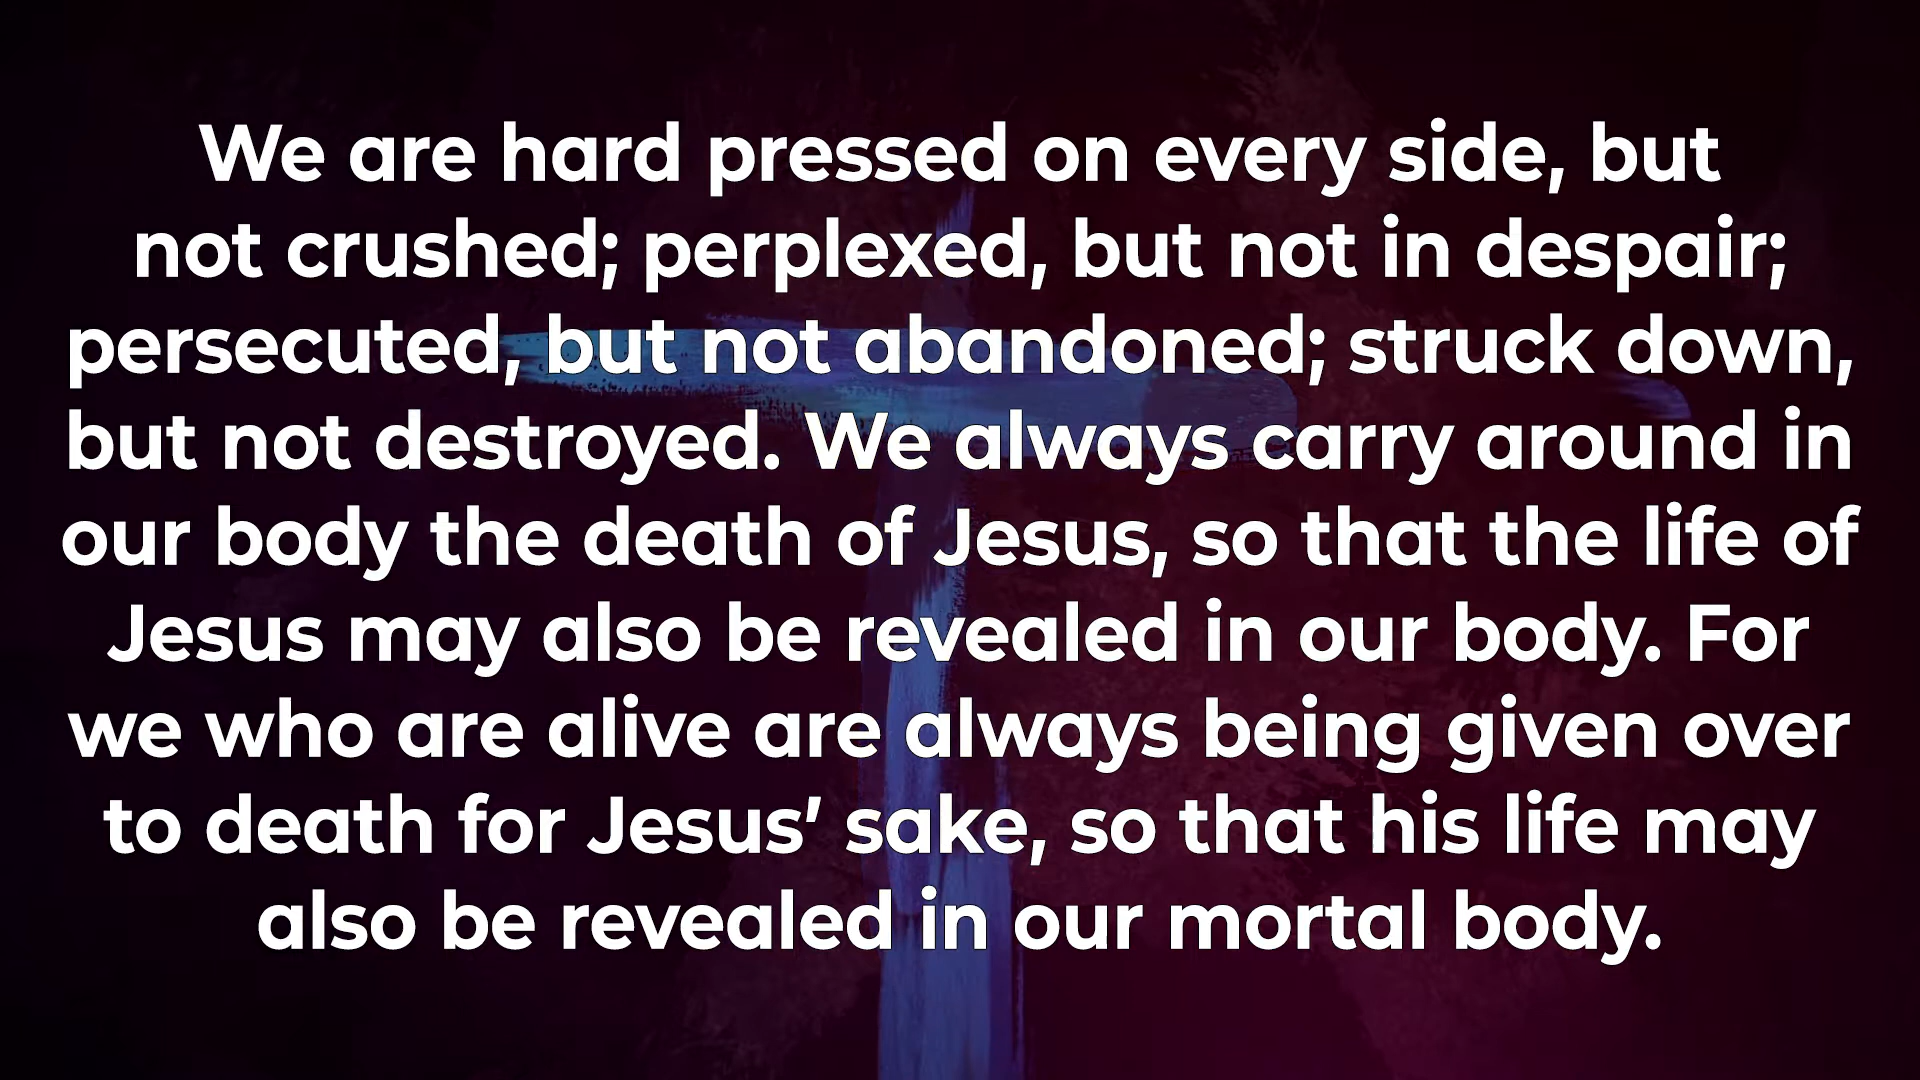 We are hard pressed on every side, but
not crushed; perplexed, but not in despair;
persecuted, but not abandoned; struck down,
but not destroyed. We always carry around in
our body the death of Jesus, so that the life of
Jesus may also be revealed in our body. For
we who are alive are always being given over
to death for Jesus’ sake, so that his life may
also be revealed in our mortal body.